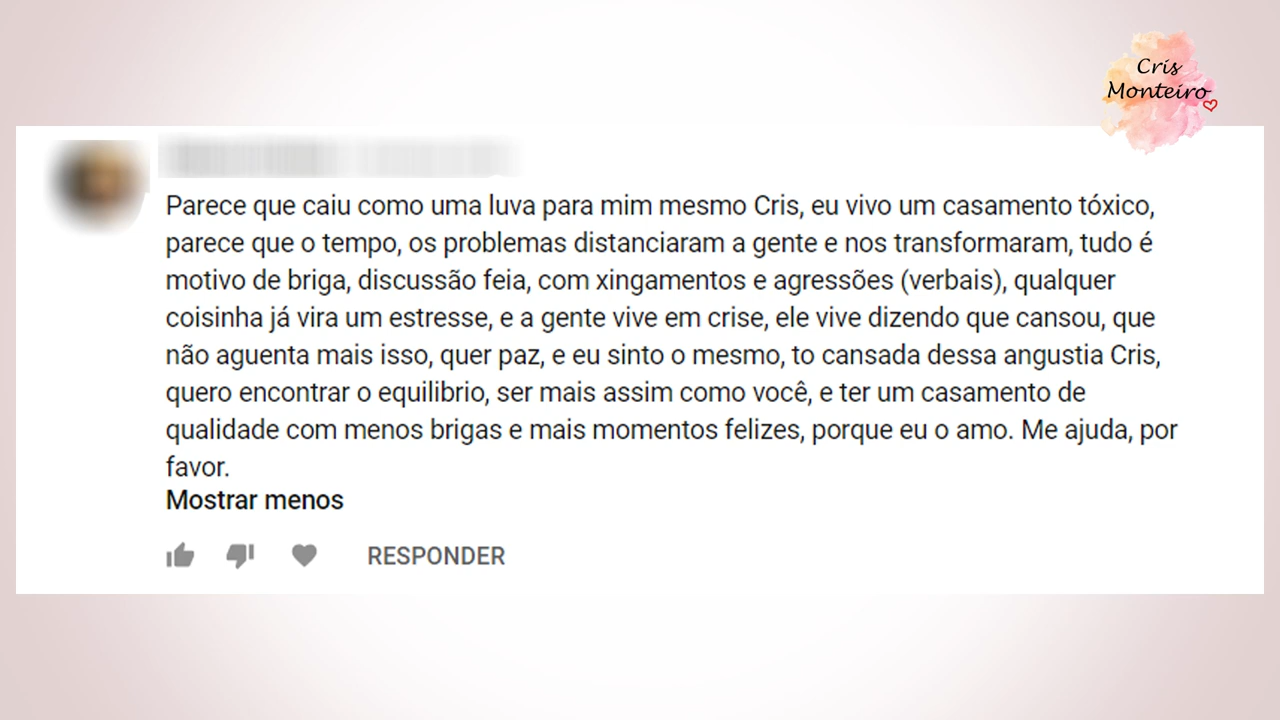 Cris
Monteiro
Parece que caiu como uma luva para mim mesmo Cris, eu vivo um casamento tóxico,
parece que o tempo, os problemas distanciaram a gente e nos transformaram, tudo é
motivo de briga, discussão feia, com xingamentos e agressões (verbais), qualquer
coisinha já vira um estresse, e a gente vive em crise, ele vive dizendo que cansou, que
não aguenta mais isso, quer paz, e eu sinto o mesmo, to cansada dessa angustia Cris,
quero encontrar o equilibrio, ser mais assim como você, e ter um casamento de
qualidade com menos brigas e mais momentos felizes, porque eu o amo. Me ajuda, por
favor.
Mostrar menos
RESPONDER